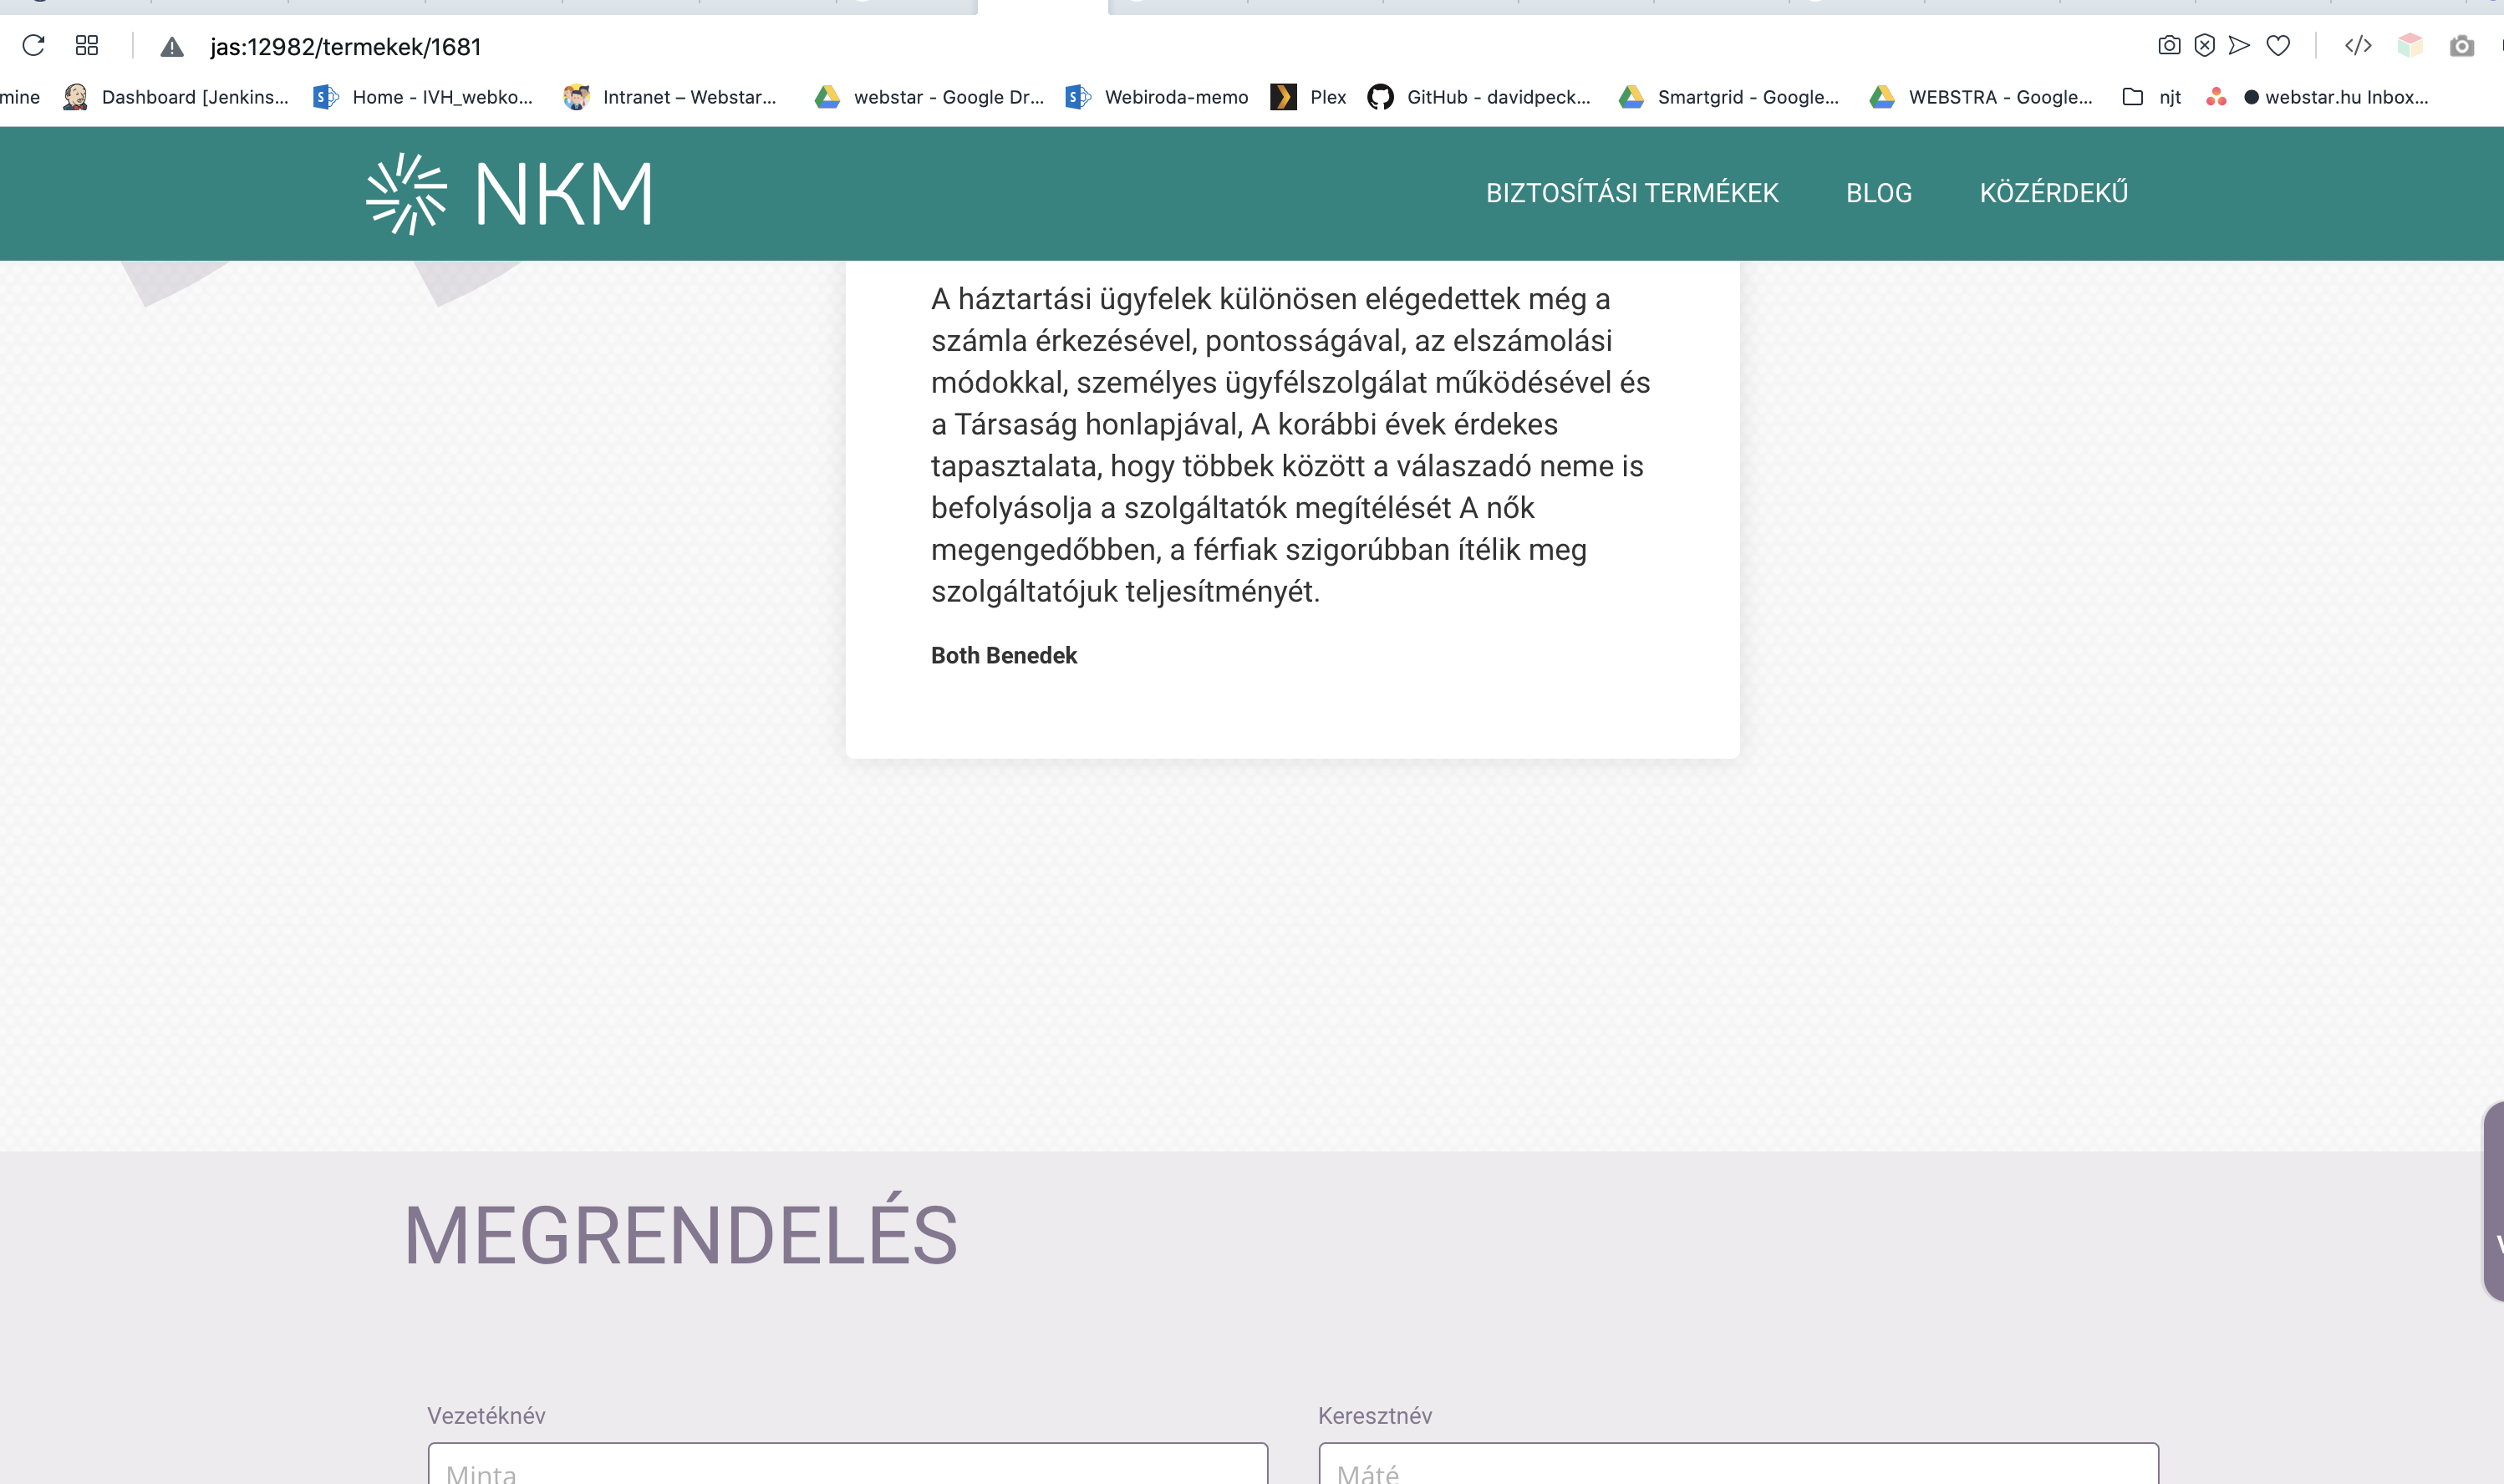 jas:12982/termekek/1681
mine
Dashboard [Jenkins...
Home - IVH_webko...
Intranet – Webstar...
webstar - Google Dr...
Webiroda-memo
Plex
GitHub - davidpeck...
Smartgrid - Google...
WEBSTRA - Google...
njt
webstar.hu Inbox...
NKM
BIZTOSÍTÁSI TERMÉKEK
BLOG
KÖZÉRDEKŰ
A háztartási ügyfelek különösen elégedettek még a
számla érkezésével, pontosságával, az elszámolási
módokkal, személyes ügyfélszolgálat működésével és
a Társaság honlapjával, A korábbi évek érdekes
tapasztalata, hogy többek között a válaszadó neme is
befolyásolja a szolgáltatók megítélését A nők
megengedőbben, a férfiak szigorúbban ítélik meg
szolgáltatójuk teljesítményét.
Both Benedek
MEGRENDELÉS
Vezetéknév
Keresztnév
Minta
Máté